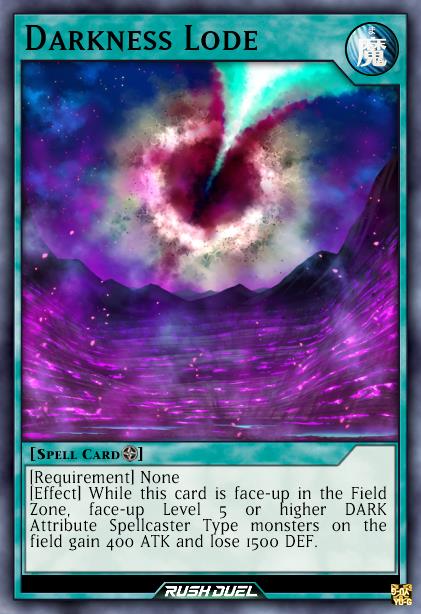 Darkness Lode
ま
魔
[Spell Card]
[Requirement] None
[Effect] While this card is face-up in the Field
Zone, face-up Level 5 or higher DARK
Attribute Spellcaster Type monsters on the
field gain 400 ATK and lose 1500 DEF.
RUSH DUEL